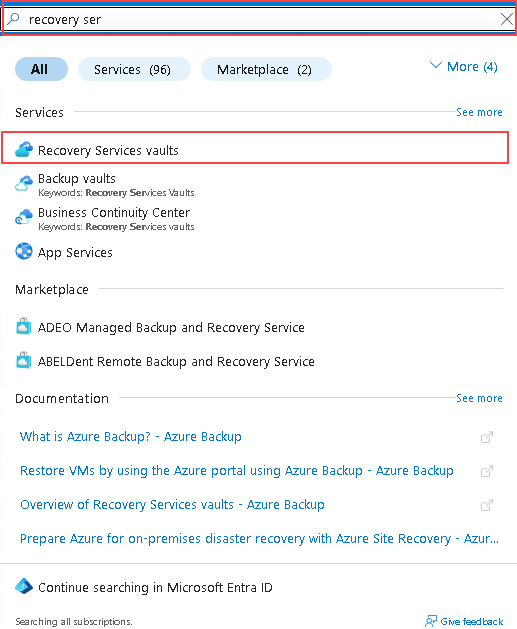 recovery ser
All
Services (96)
Marketplace (2)
More (4)
Services
See more
Recovery Services vaults
Backup vaults
Keywords: Recovery Services Vaults
Business Continuity Center
Keywords: Recovery Services vaults
App Services
Marketplace
ADEO Managed Backup and Recovery Service
ABELDent Remote Backup and Recovery Service
Documentation
See more
What is Azure Backup? - Azure Backup
Restore VMs by using the Azure portal using Azure Backup - Azure Backup
Overview of Recovery Services vaults - Azure Backup
Prepare Azure for on-premises disaster recovery with Azure Site Recovery - Azur...
Continue searching in Microsoft Entra ID
Searching all subscriptions.
Give feedback